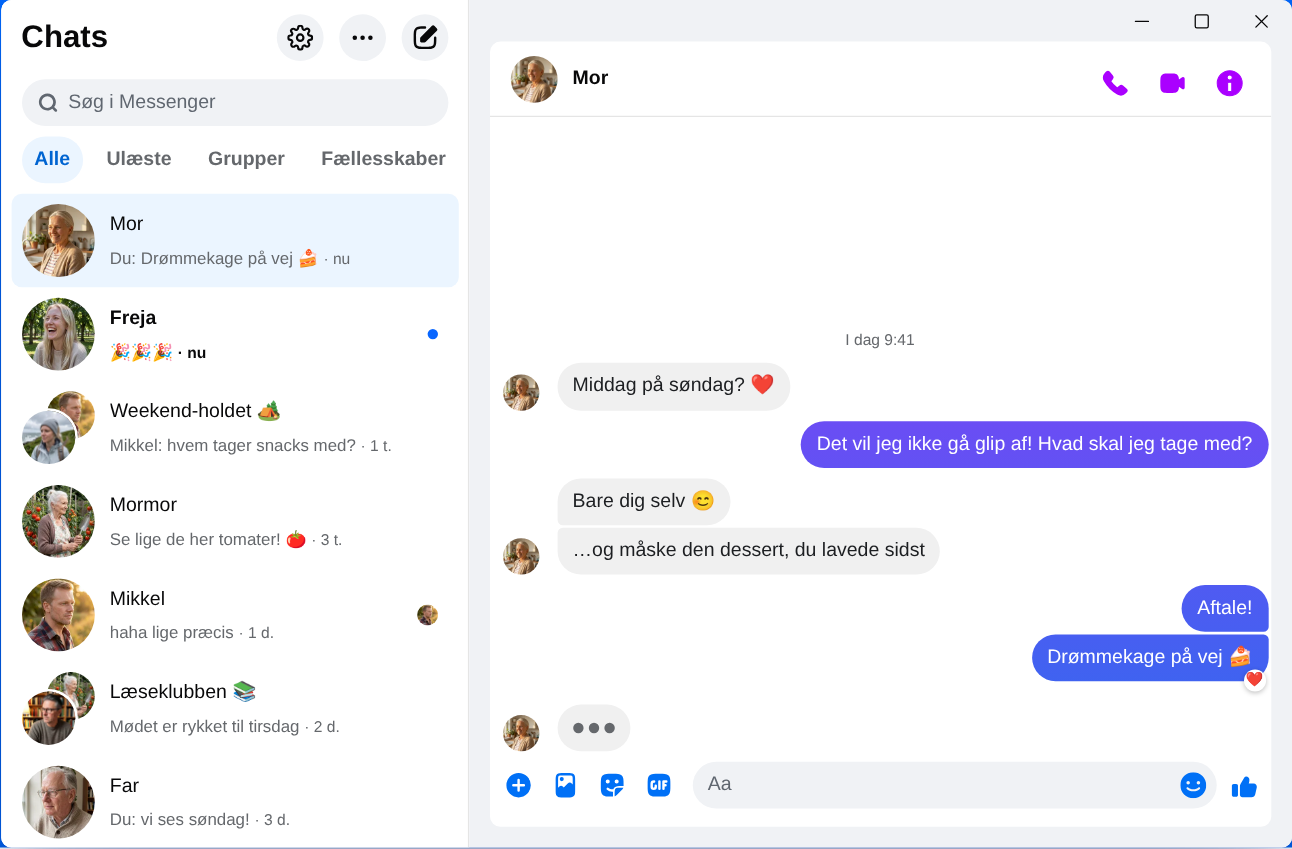 Chats
Søg i Messenger
Alle Ulæste Grupper Fællesskaber
Mor
Du: Drømmekage på vej 🍰 · nu
Freja
🎉🎉🎉 · nu
Weekend-holdet 🏕️
Mikkel: hvem tager snacks med? · 1 t.
Mormor
Se lige de her tomater! 🍅 · 3 t.
Mikkel
haha lige præcis · 1 d.
Læseklubben 📚
Mødet er rykket til tirsdag · 2 d.
Far
Du: vi ses søndag! · 3 d.
Mor
I dag 9:41
Middag på søndag? ❤️
Det vil jeg ikke gå glip af! Hvad skal jeg tage med?
Bare dig selv 😊
…og måske den dessert, du lavede sidst
Aftale!
Drømmekage på vej 🍰
❤️
GIF
Aa